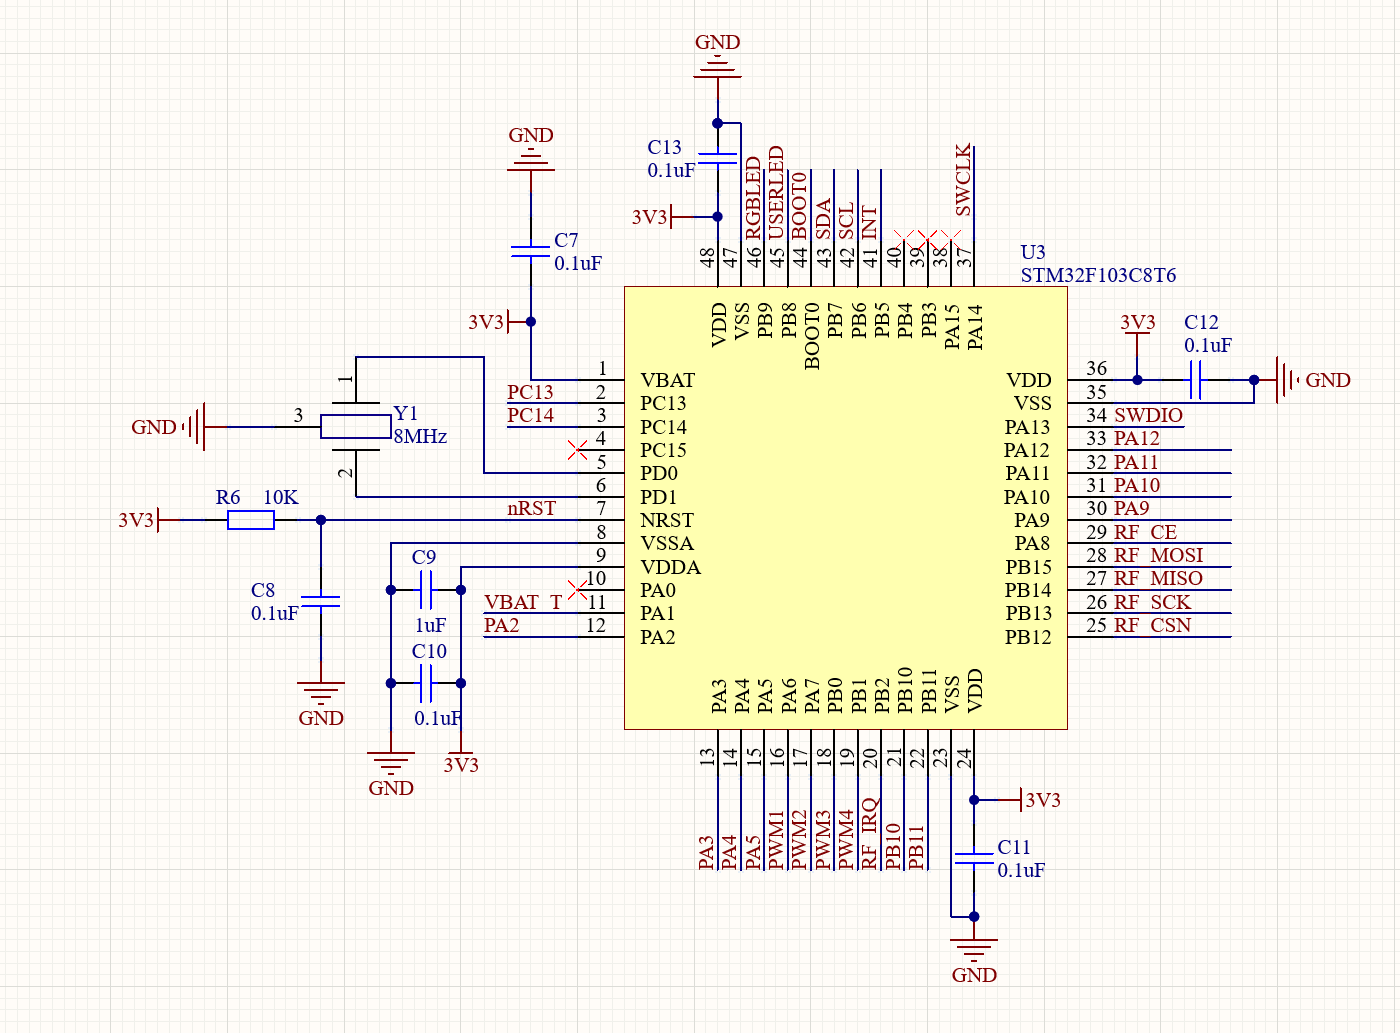 GND
C13
0.1uF
3V3
GND
C7
0.1uF
3V3
RGBLED
USERLED
BOOT0
SDA
SCL
INT
SWCLK
48
47
46
45
44
43
42
41
40
39
38
37
U3
STM32F103C8T6
VDD
VSS
PB9
PB8
BOOT0
PB7
PB6
PB5
PB4
PB3
PA15
PA14
1 VBAT
PC13 2 PC13
PC14 3 PC14
4 PC15
5 PD0
6 PD1
nRST 7 NRST
8 VSSA
9 VDDA
10 PA0
VBAT_T 11 PA1
PA2 12 PA2
1
GND 3 Y1
8MHz
2
3V3 R6 10K
C8
0.1uF
GND
C9
1uF
C10
0.1uF
GND
3V3
3V3
C12
0.1uF
GND
VDD 36
VSS 35
PA13 34 SWDIO
PA12 33 PA12
PA11 32 PA11
PA10 31 PA10
PA9 30 PA9
PA8 29 RF_CE
PB15 28 RF_MOSI
PB14 27 RF_MISO
PB13 26 RF_SCK
PB12 25 RF_CSN
PA3
PA4
PA5
PA6
PA7
PB0
PB1
PB2
PB10
PB11
VSS
VDD
13
14
15
16
17
18
19
20
21
22
23
24
PA3
PA4
PA5
PWM1
PWM2
PWM3
PWM4
RF_IRQ
PB10
PB11
3V3
C11
0.1uF
GND